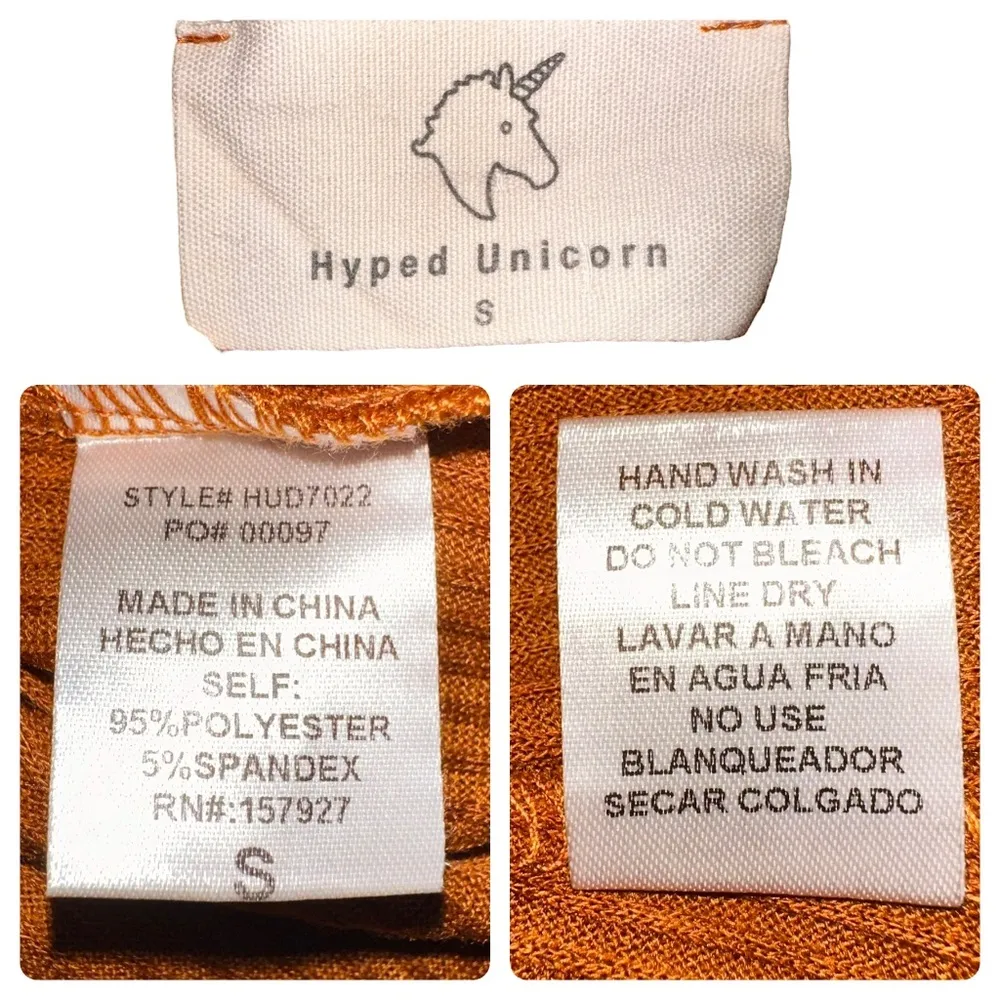 Hyped Unicorn
S
STYLE# HUD7022
PO# 00097
MADE IN CHINA
HECHO EN CHINA
SELF:
95%POLYESTER
5%SPANDEX
RN#:157927
S
HAND WASH IN
COLD WATER
DO NOT BLEACH
LINE DRY
LAVAR A MANO
EN AGUA FRIA
NO USE
BLANQUEADOR
SECAR COLGADO